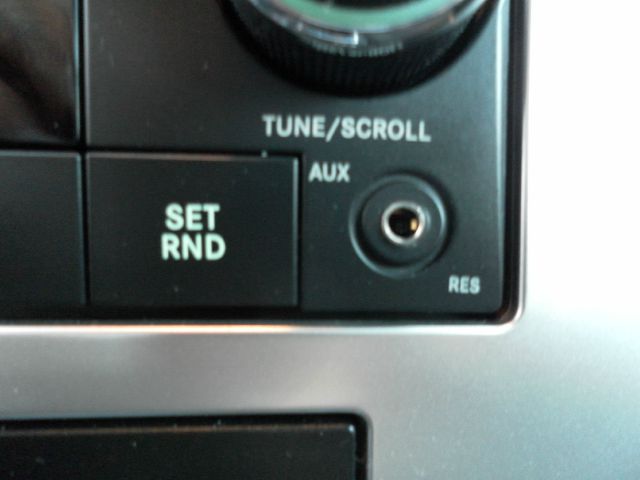 TUNE/SCROLL
AUX
SET
RND
RES